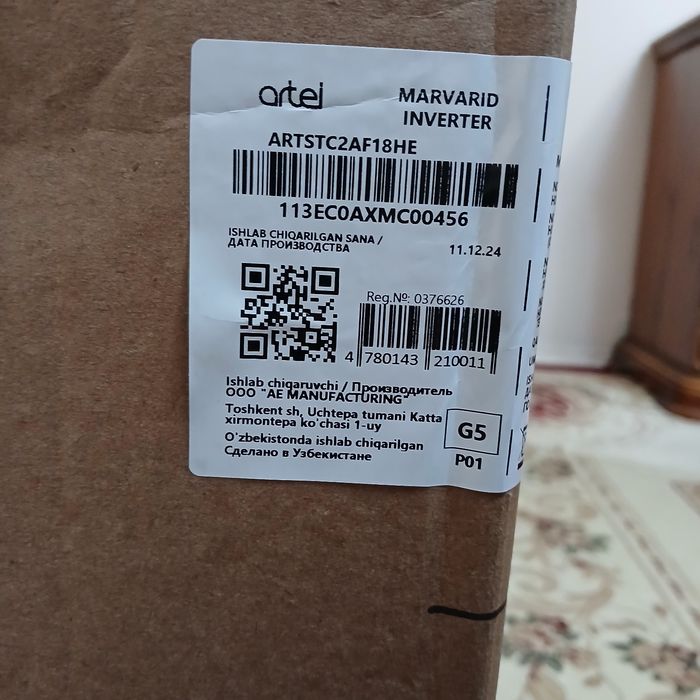 artel
MARVARID
INVERTER
ARTSTC2AF18HE
113EC0AXMC00456
ISHLAB CHIQARILGAN SANA /
ДАТА ПРОИЗВОДСТВА
11.12.24
Reg.№: 0376626
4 780143 210011
Ishlab chiqaruvchi / Производитель
ООО "AE MANUFACTURING"
Toshkent sh, Uchtepa tumani Katta
xirmontepa ko'chasi 1-uy
O'zbekistonda ishlab chiqarilgan
Сделано в Узбекистане
G5
P01